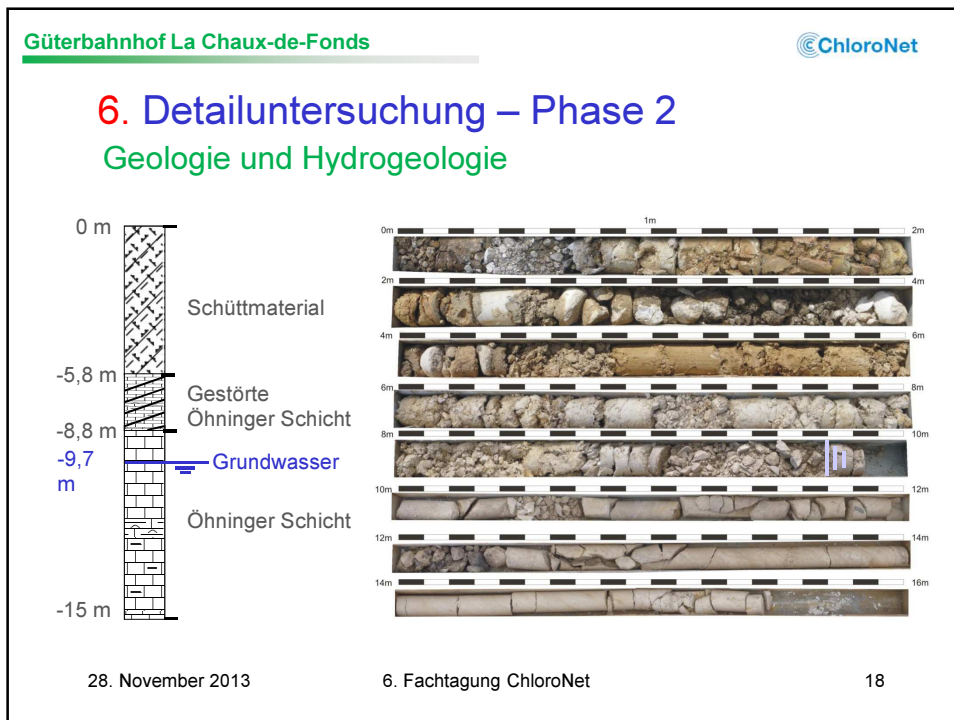 Güterbahnhof La Chaux-de-Fonds
ChloroNet
6. Detailuntersuchung – Phase 2
Geologie und Hydrogeologie
0 m
Schüttmaterial
-5,8 m
Gestörte
Öhninger Schicht
-8,8 m
-9,7
m
Grundwasser
Öhninger Schicht
-15 m
1m
0m
2m
2m
4m
4m
6m
6m
8m
8m
10m
10m
12m
12m
14m
14m
16m
28. November 2013
6. Fachtagung ChloroNet
18